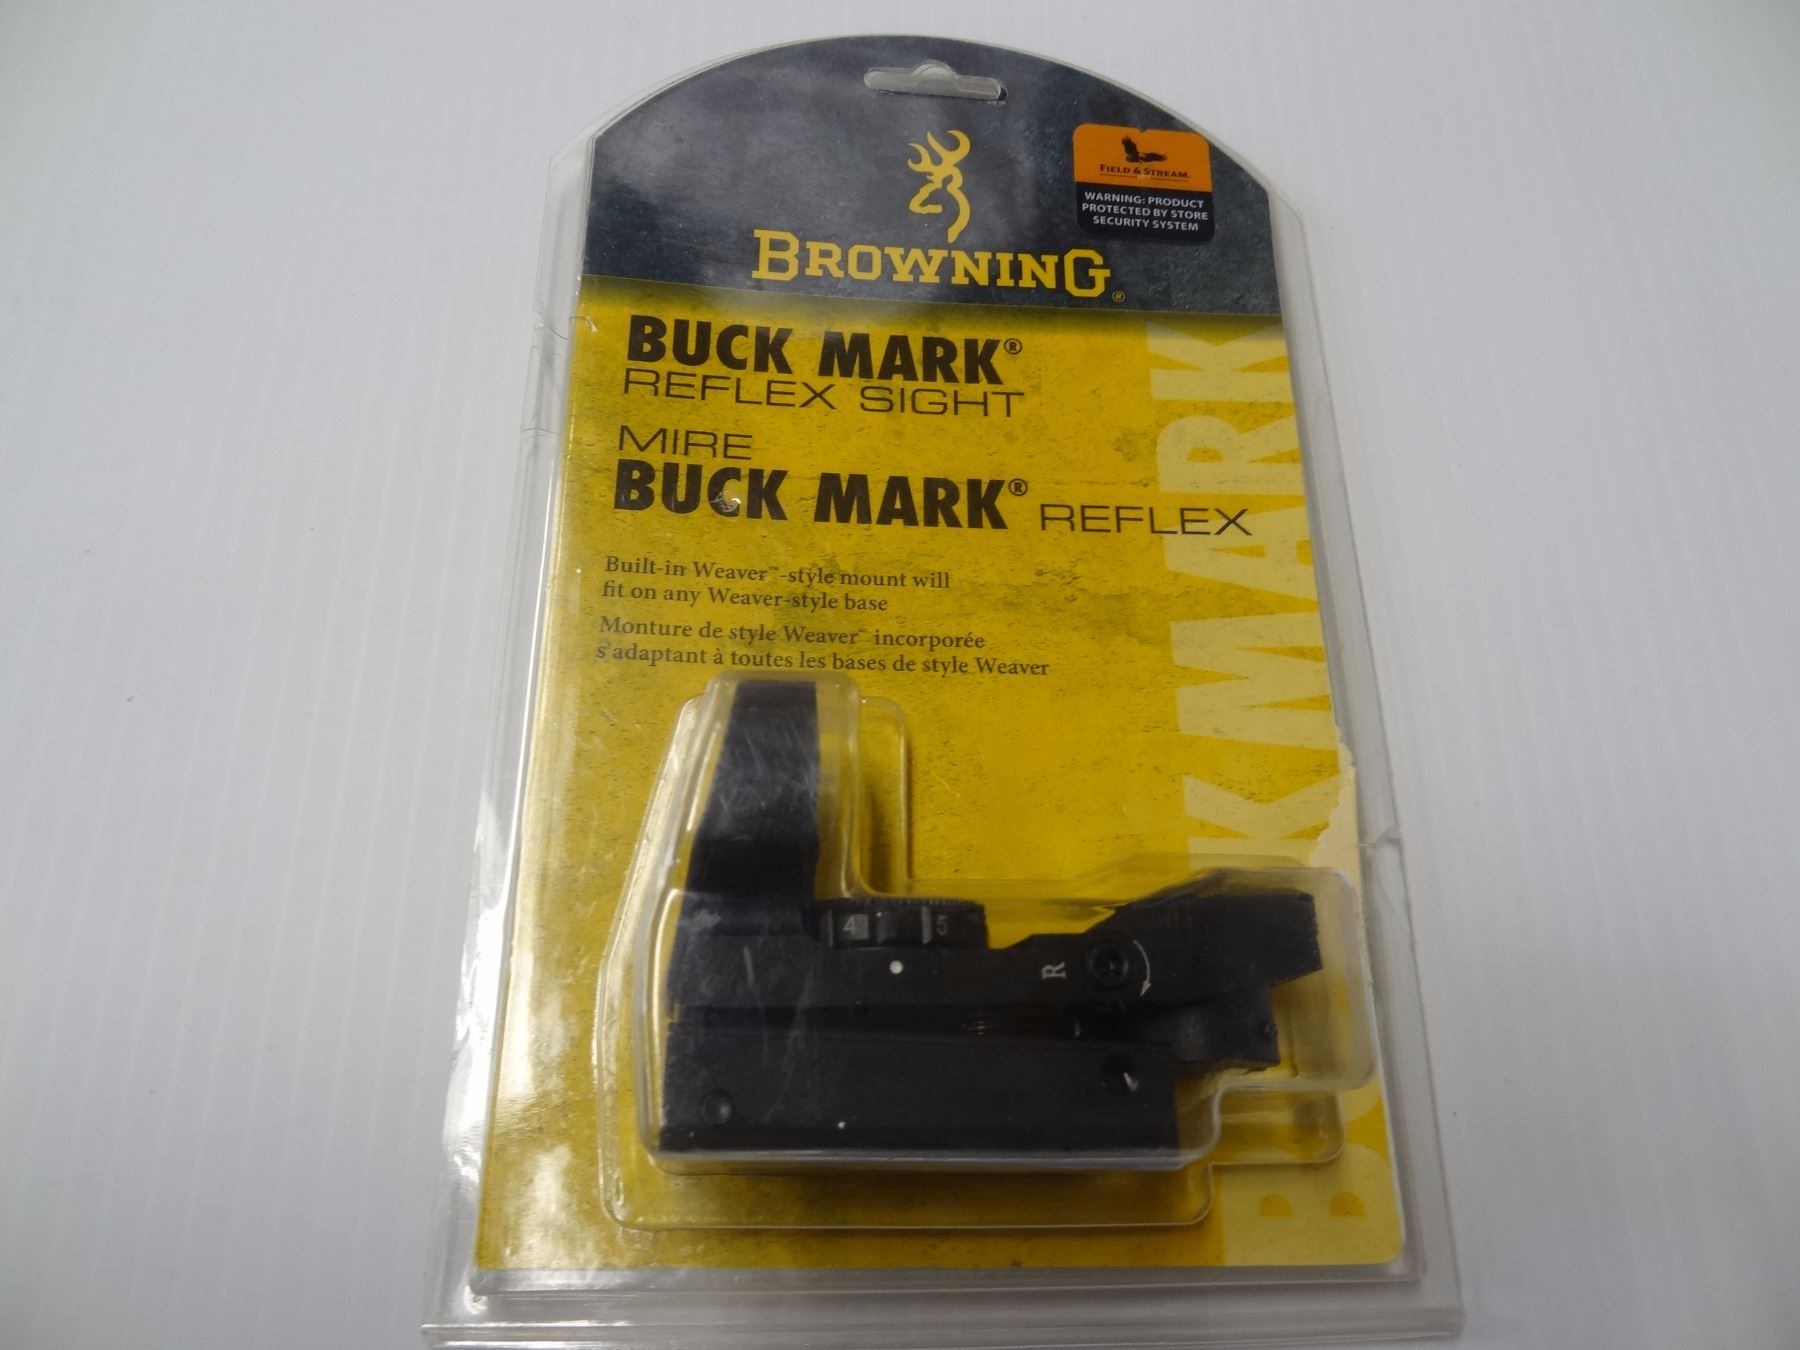 BROWNING®
FIELD & STREAM.
WARNING: PRODUCT
PROTECTED BY STORE
SECURITY SYSTEM
BUCK MARK®
REFLEX SIGHT
MIRE
BUCK MARK® REFLEX
Built-in Weaver™-style mount will
fit on any Weaver-style base
Monture de style Weaver™ incorporée
s'adaptant à toutes les bases de style Weaver
4 5
R